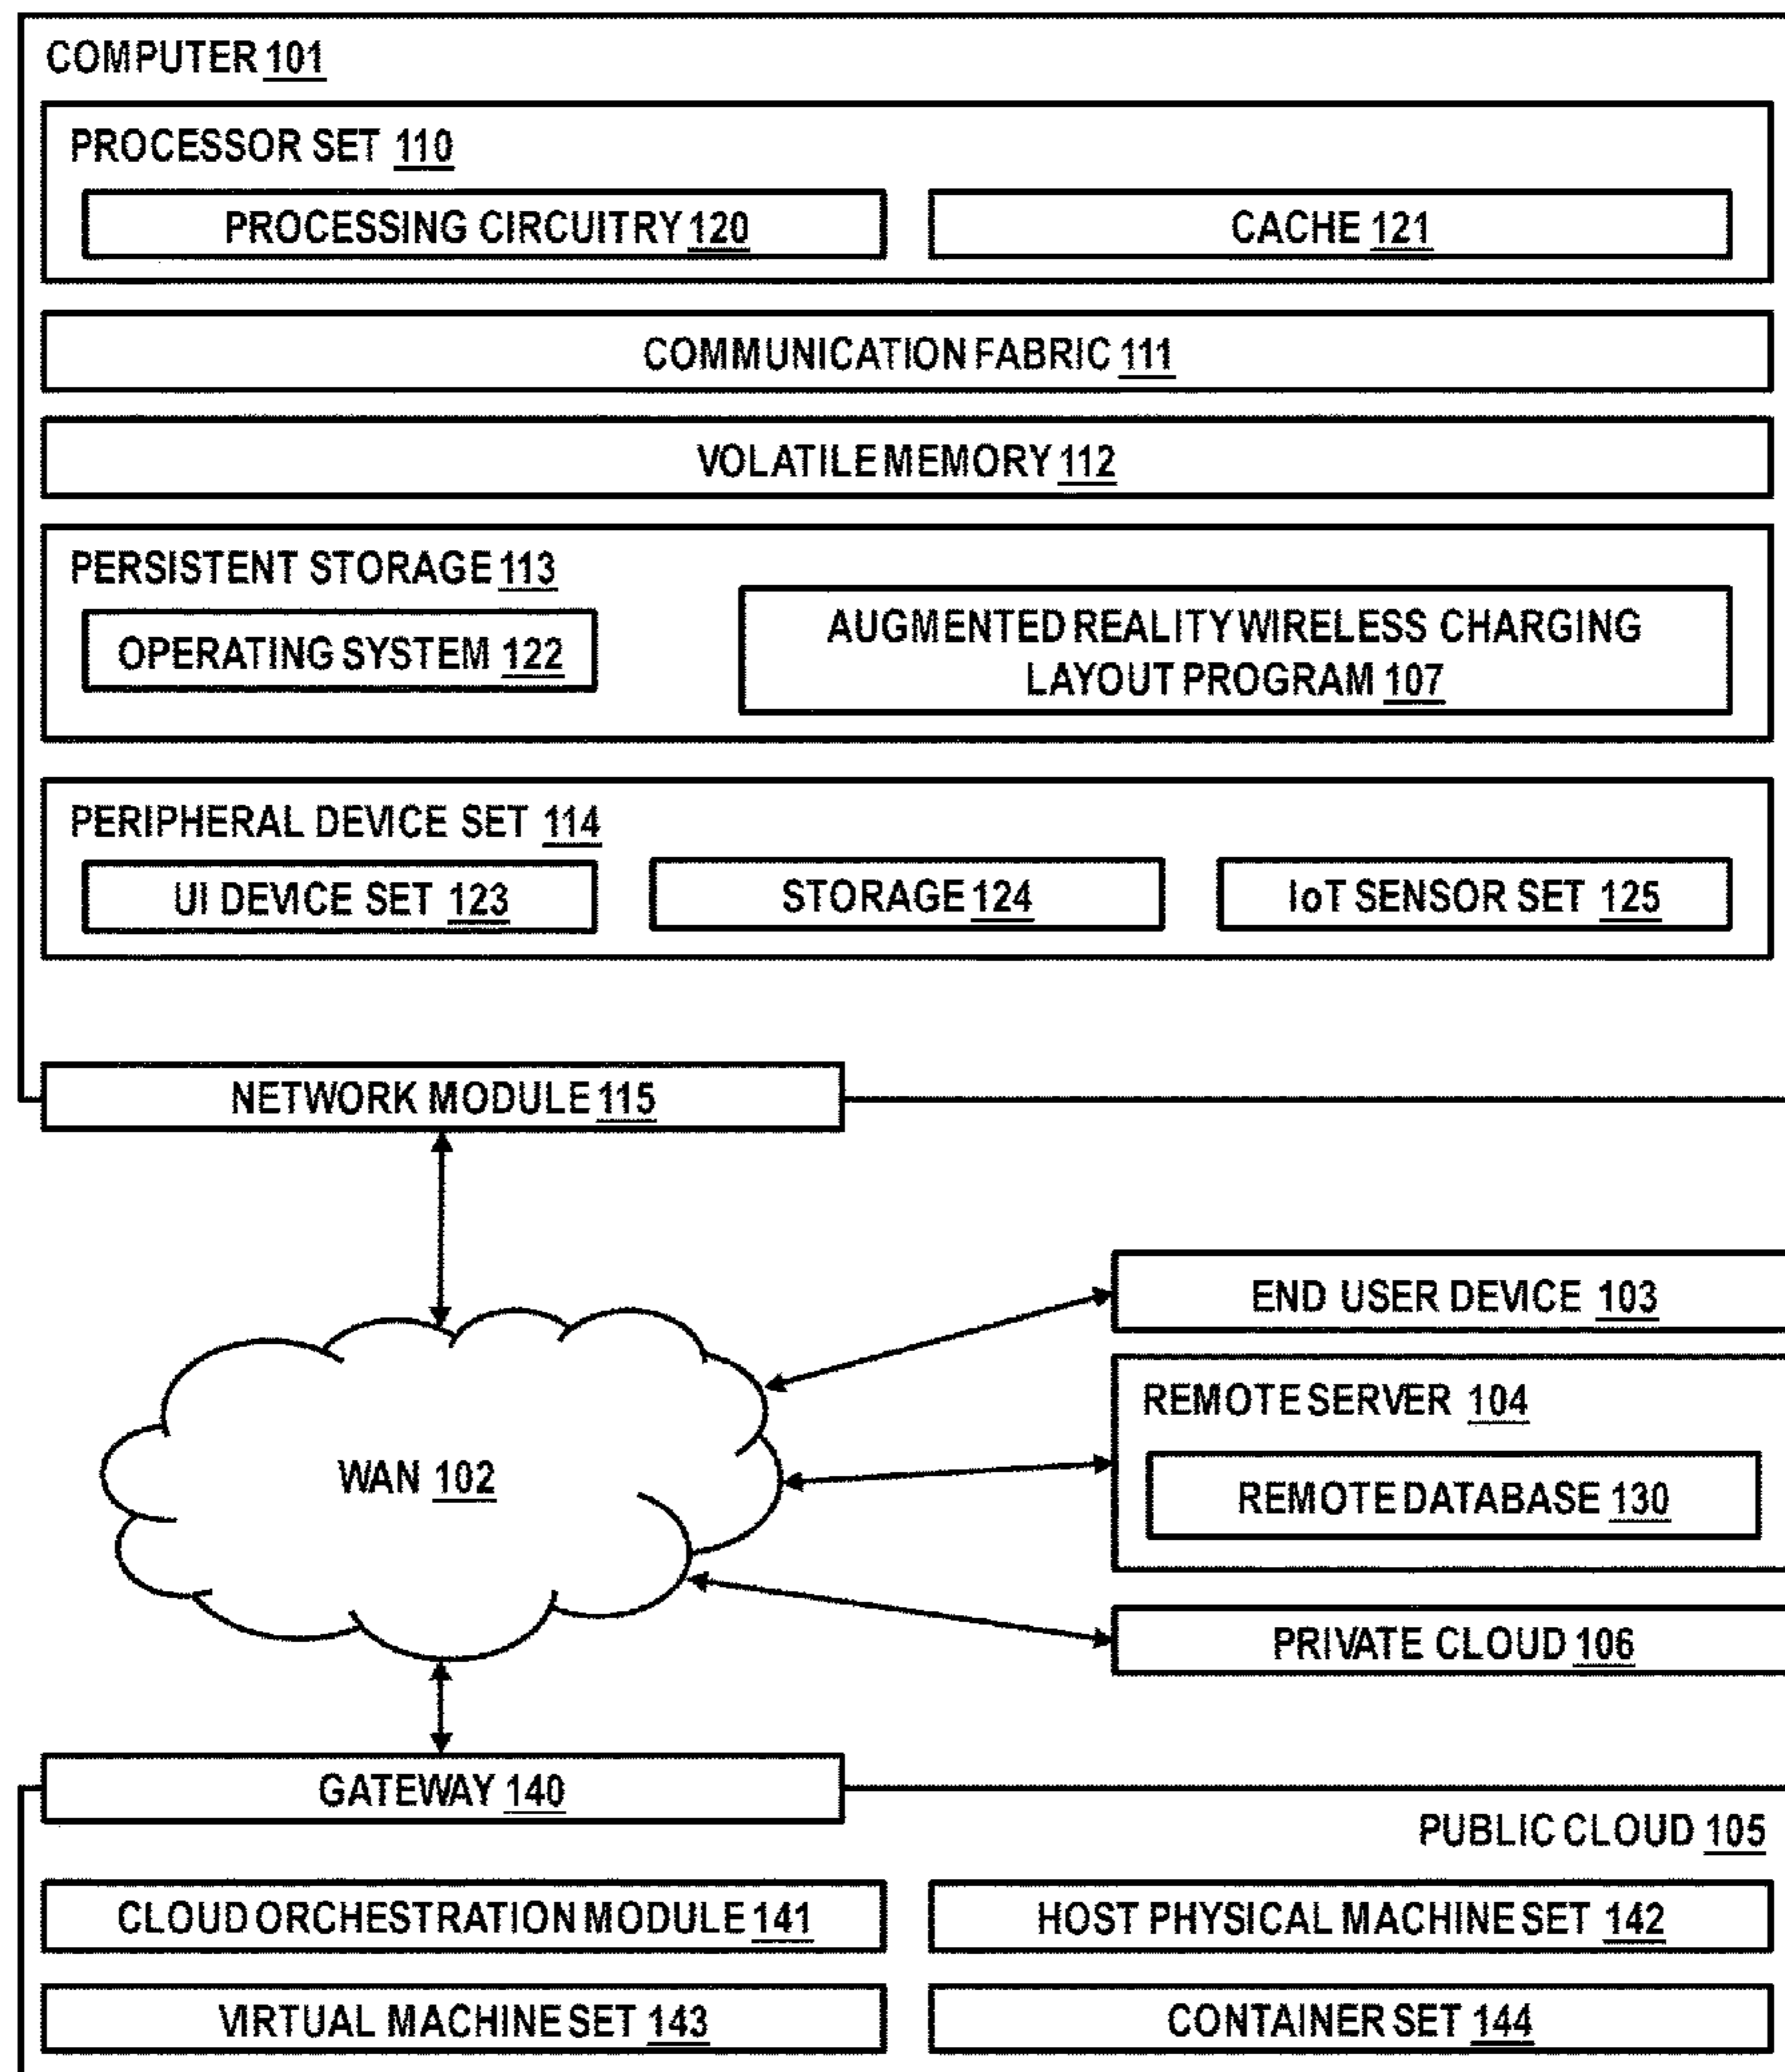 COMPUTER 101
PROCESSOR SET 110
PROCESSING CIRCUITRY 120
CACHE 121
COMMUNICATION FABRIC 111
VOLATILE MEMORY 112
PERSISTENT STORAGE 113
OPERATING SYSTEM 122
AUGMENTED REALITY WIRELESS CHARGING
LAYOUT PROGRAM 107
PERIPHERAL DEVICE SET 114
UI DEVICE SET 123
STORAGE 124
IoT SENSOR SET 125
NETWORK MODULE 115
END USER DEVICE 103
REMOTE SERVER 104
WAN 102
REMOTE DATABASE 130
PRIVATE CLOUD 106
GATEWAY 140
PUBLIC CLOUD 105
CLOUD ORCHESTRATION MODULE 141
HOST PHYSICAL MACHINE SET 142
VIRTUAL MACHINE SET 143
CONTAINER SET 144